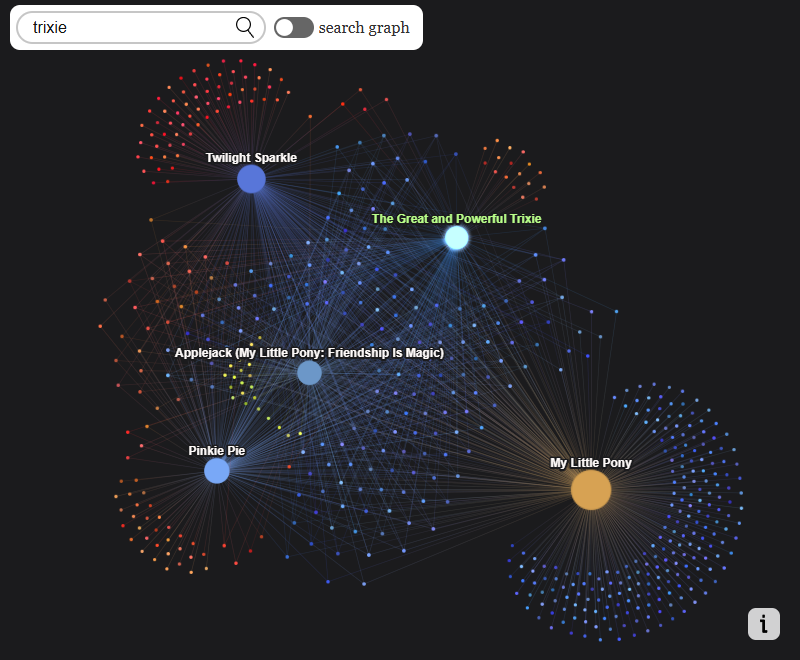 trixie
search graph
Twilight Sparkle
The Great and Powerful Trixie
Applejack (My Little Pony: Friendship Is Magic)
Pinkie Pie
My Little Pony
i